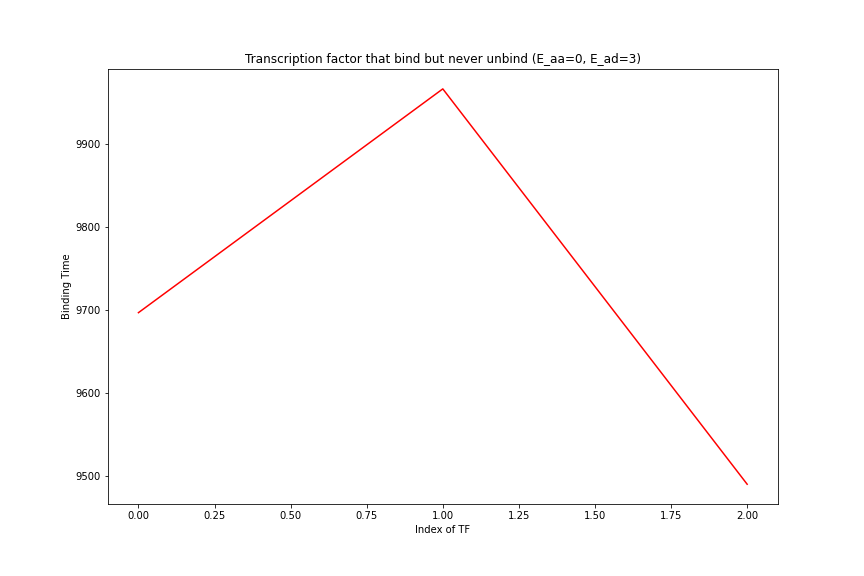 Transcription factor that bind but never unbind (E_aa=0, E_ad=3)
Binding Time
9900
9800
9700
9600
9500
0.00 0.25 0.50 0.75 1.00 1.25 1.50 1.75 2.00
Index of TF